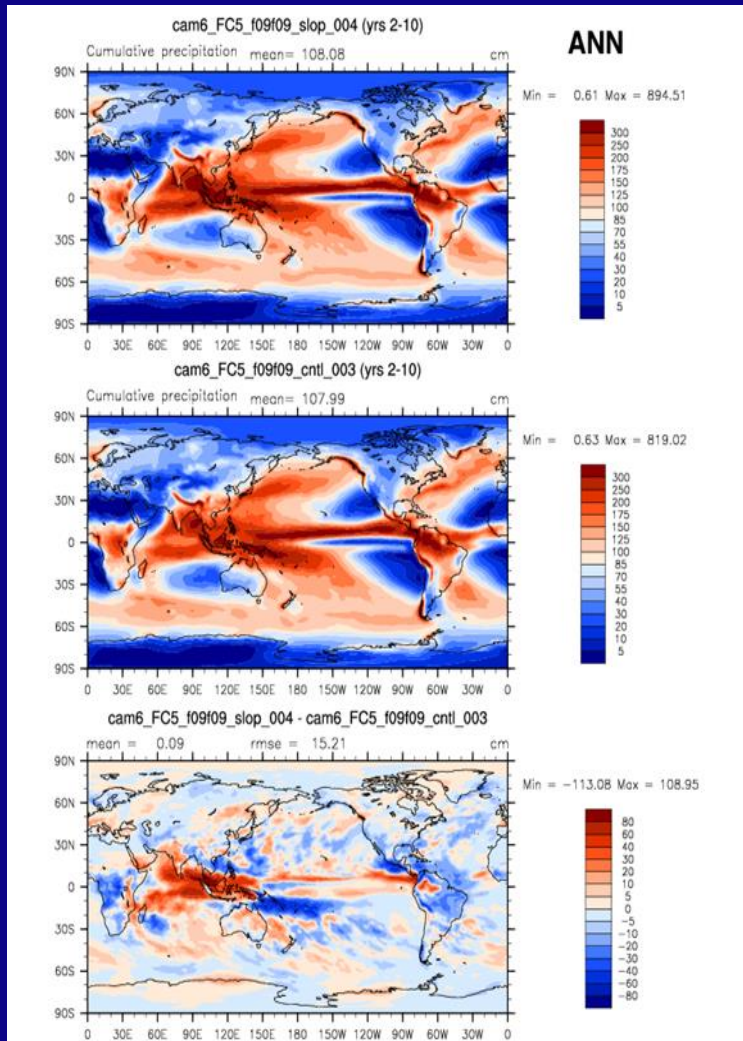 cam6_FC5_f09f09_slop_004 (yrs 2-10)
ANN
Cumulative precipitation mean= 108.08 cm
Min = 0.61 Max = 894.51
90N
60N
30N
0
30S
60S
90S
0 30E 60E 90E 120E 150E 180 150W 120W 90W 60W 30W 0
300
250
200
175
150
125
100
85
70
55
40
30
20
10
5
cam6_FC5_f09f09_cntl_003 (yrs 2-10)
Cumulative precipitation mean= 107.99 cm
Min = 0.63 Max = 819.02
90N
60N
30N
0
30S
60S
90S
0 30E 60E 90E 120E 150E 180 150W 120W 90W 60W 30W 0
300
250
200
175
150
125
100
85
70
55
40
30
20
10
5
cam6_FC5_f09f09_slop_004 - cam6_FC5_f09f09_cntl_003
mean = 0.09 rmse = 15.21 cm
Min = -113.08 Max = 108.95
90N
60N
30N
0
30S
60S
90S
0 30E 60E 90E 120E 150E 180 150W 120W 90W 60W 30W 0
80
60
40
30
20
10
5
0
-5
-10
-20
-30
-40
-60
-80